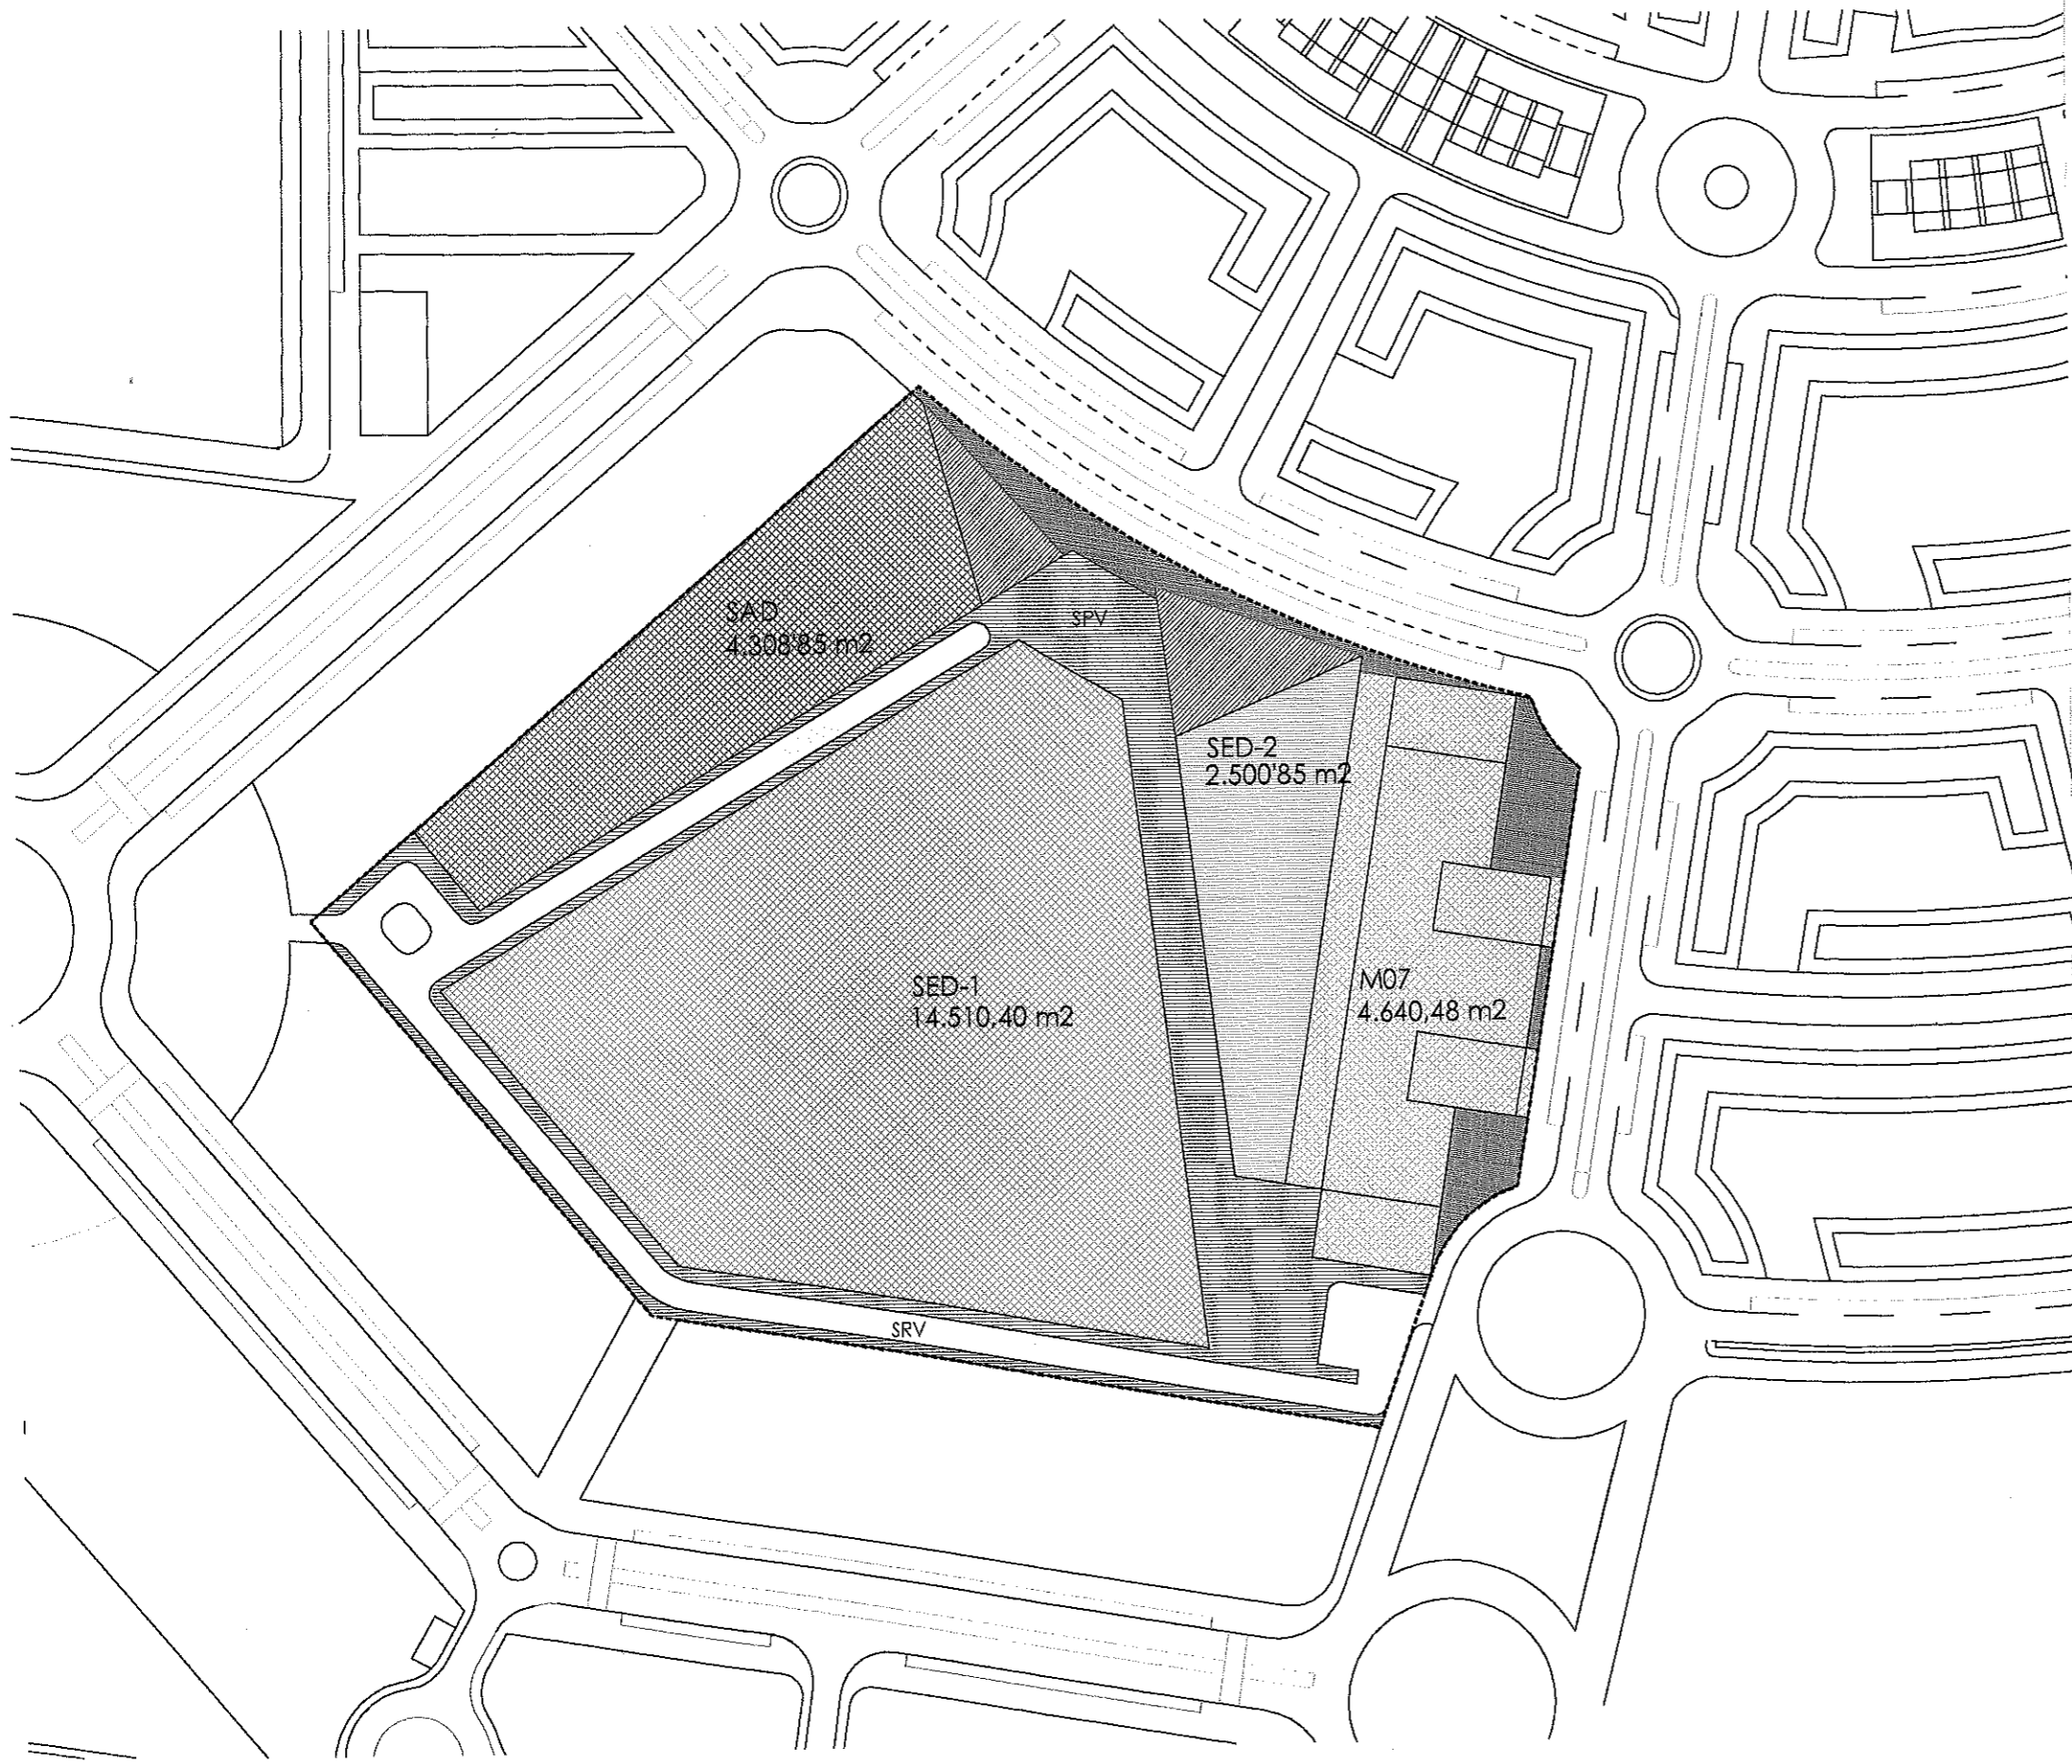 SAD
4.308'85 m2
SPV
SED-2
2.500'85 m2
SED-1
14.510,40 m2
M07
4.640,48 m2
SRV